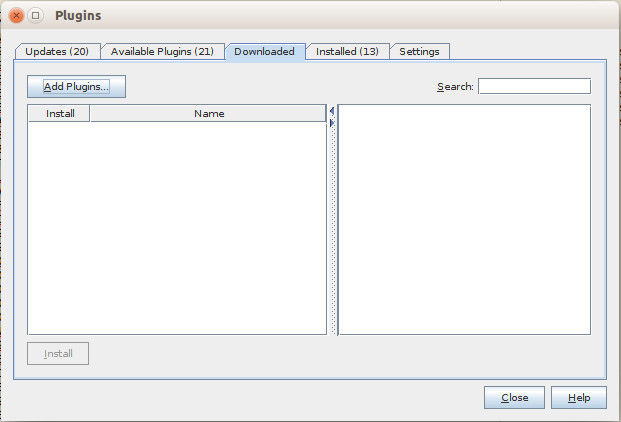 Plugins
Updates (20) Available Plugins (21) Downloaded Installed (13) Settings
Add Plugins... Search:
Install Name
Install
Close Help